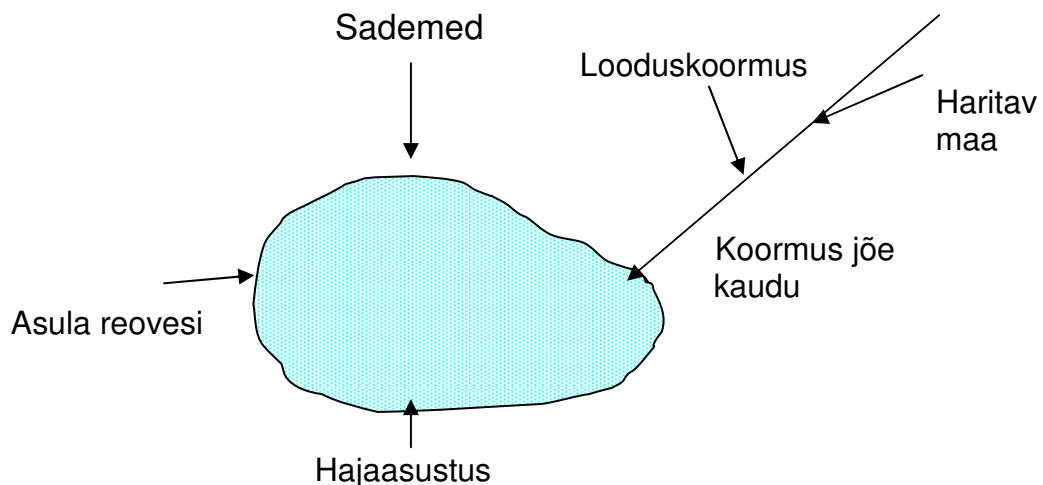 Sademed
Looduskoormus
Haritav
maa
Koormus jõe
kaudu
Asula reovesi
Hajaasustus